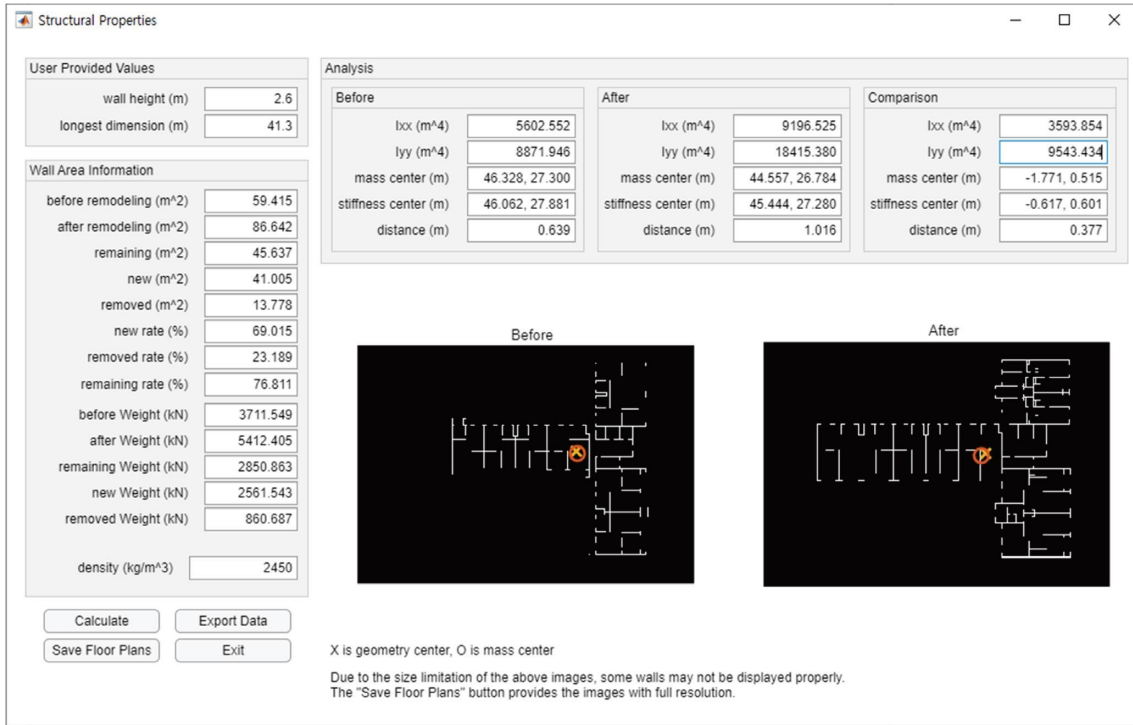 Structural Properties
User Provided Values
wall height (m) 2.6
longest dimension (m) 41.3
Wall Area Information
before remodeling (m^2) 59.415
after remodeling (m^2) 86.642
remaining (m^2) 45.637
new (m^2) 41.005
removed (m^2) 13.778
new rate (%) 69.015
removed rate (%) 23.189
remaining rate (%) 76.811
before Weight (kN) 3711.549
after Weight (kN) 5412.405
remaining Weight (kN) 2850.863
new Weight (kN) 2561.543
removed Weight (kN) 860.687
density (kg/m^3) 2450
Calculate Export Data
Save Floor Plans Exit
Analysis
Before
Ixx (m^4) 5602.552
Iyy (m^4) 8871.946
mass center (m) 46.328, 27.300
stiffness center (m) 46.062, 27.881
distance (m) 0.639
After
Ixx (m^4) 9196.525
Iyy (m^4) 18415.380
mass center (m) 44.557, 26.784
stiffness center (m) 45.444, 27.280
distance (m) 1.016
Comparison
Ixx (m^4) 3593.854
Iyy (m^4) 9543.434
mass center (m) -1.771, 0.515
stiffness center (m) -0.617, 0.601
distance (m) 0.377
Before
After
X is geometry center, O is mass center
Due to the size limitation of the above images, some walls may not be displayed properly.
The "Save Floor Plans" button provides the images with full resolution.